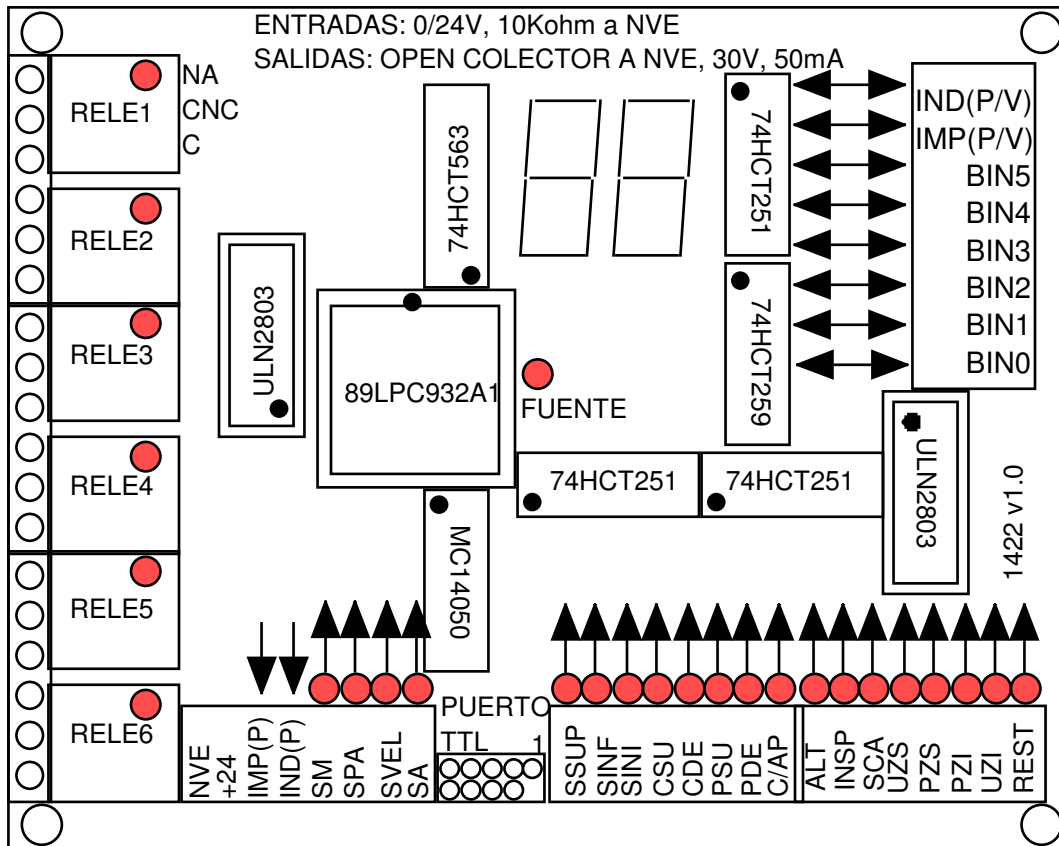 ENTRADAS: 0/24V, 10Kohm a NVE
SALIDAS: OPEN COLECTOR A NVE, 30V, 50mA
RELE1
NA
CNC
C
RELE2
RELE3
RELE4
RELE5
RELE6
ULN2803
74HCT563
89LPC932A1
FUENTE
MC14050
74HCT251
74HCT259
74HCT251
74HCT251
IND(P/V)
IMP(P/V)
BIN5
BIN4
BIN3
BIN2
BIN1
BIN0
ULN2803
1422 v1.0
NVE
+24
IMP(P)
IND(P)
SM
SPA
SVEL
SA
PUERTO
TTL 1
SSUP
SINF
SINI
CSU
CDE
PSU
PDE
C/AP
ALT
INSP
SCA
UZS
PZS
PZI
UZI
REST